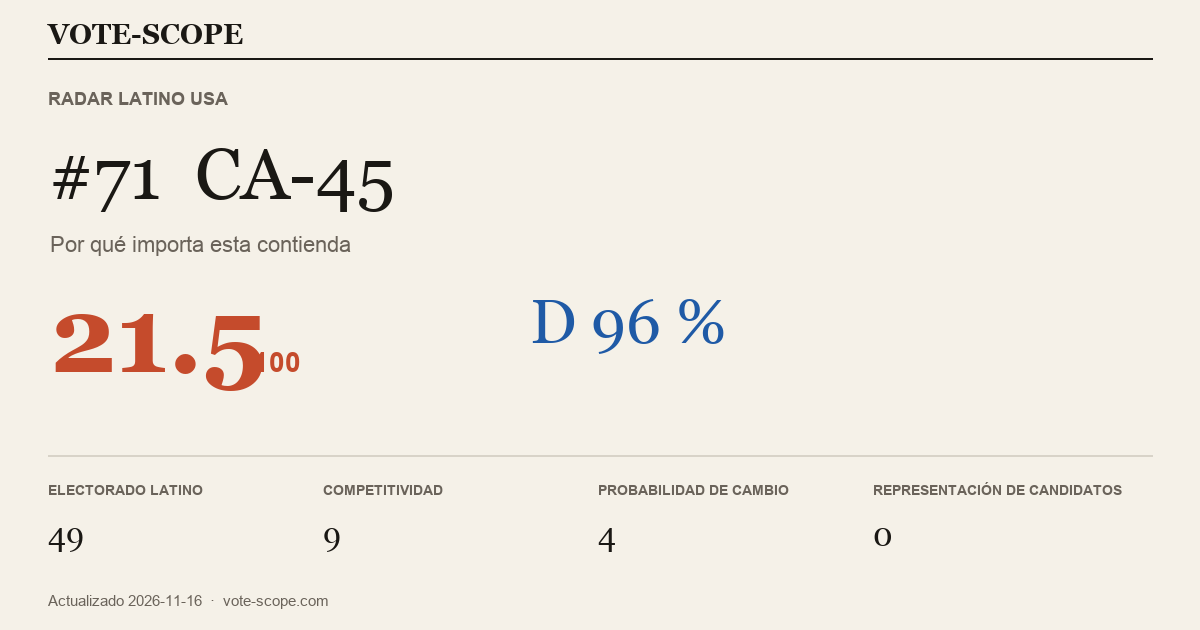 VOTE-SCOPE
RADAR LATINO USA
#71 CA-45
Por qué importa esta contienda
21.5
100
D 96 %
ELECTORADO LATINO
COMPETITIVIDAD
PROBABILIDAD DE CAMBIO
REPRESENTACIÓN DE CANDIDATOS
49
9
4
0
Actualizado 2026-11-16 · vote-scope.com